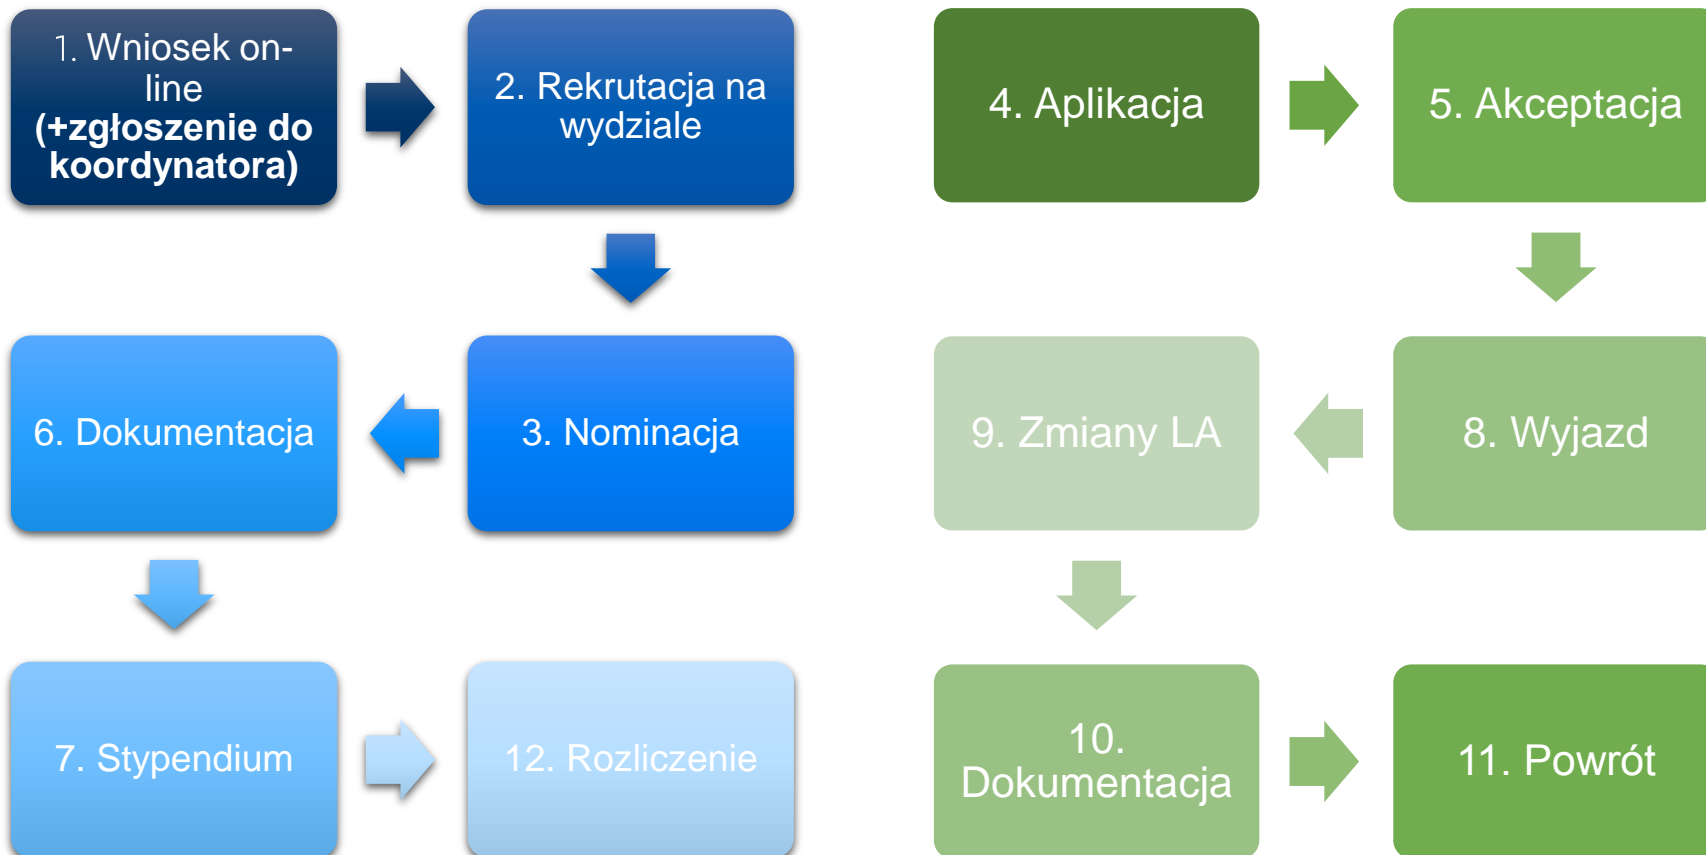 1. Wniosek on-
line
(+zgłoszenie do
koordynatora)
2. Rekrutacja na
wydziale
6. Dokumentacja
3. Nominacja
7. Stypendium
12. Rozliczenie
4. Aplikacja
5. Akceptacja
9. Zmiany LA
8. Wyjazd
10.
Dokumentacja
11. Powrót